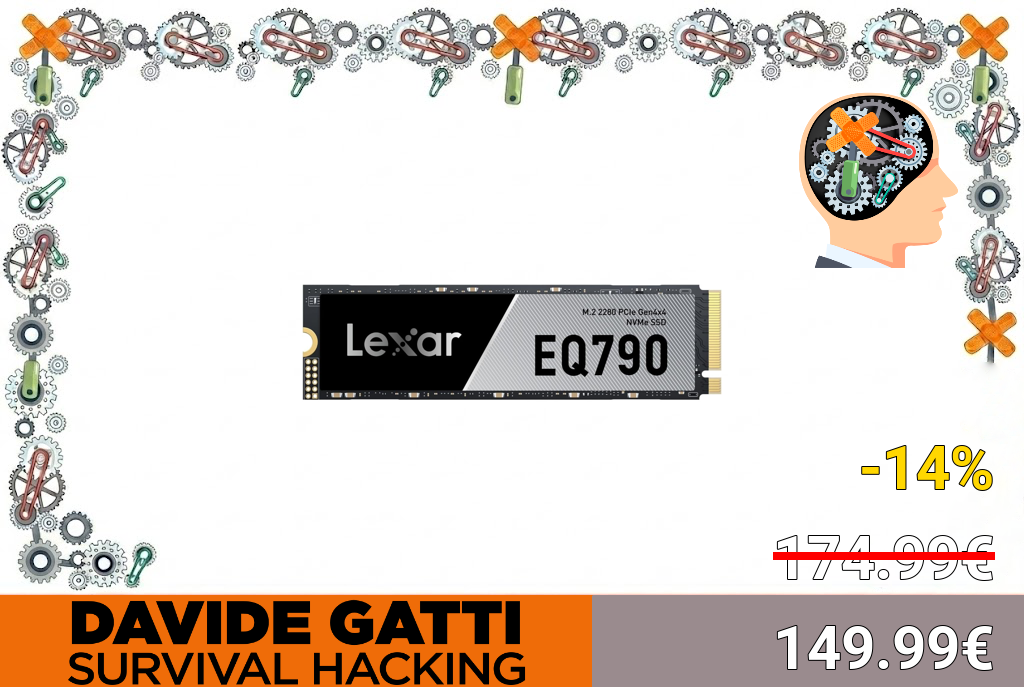 M.2 2280 PCIe Gen4x4
NVMe SSD
Lexar
EQ790
-14%
174.99€
149.99€
DAVIDE GATTI
SURVIVAL HACKING